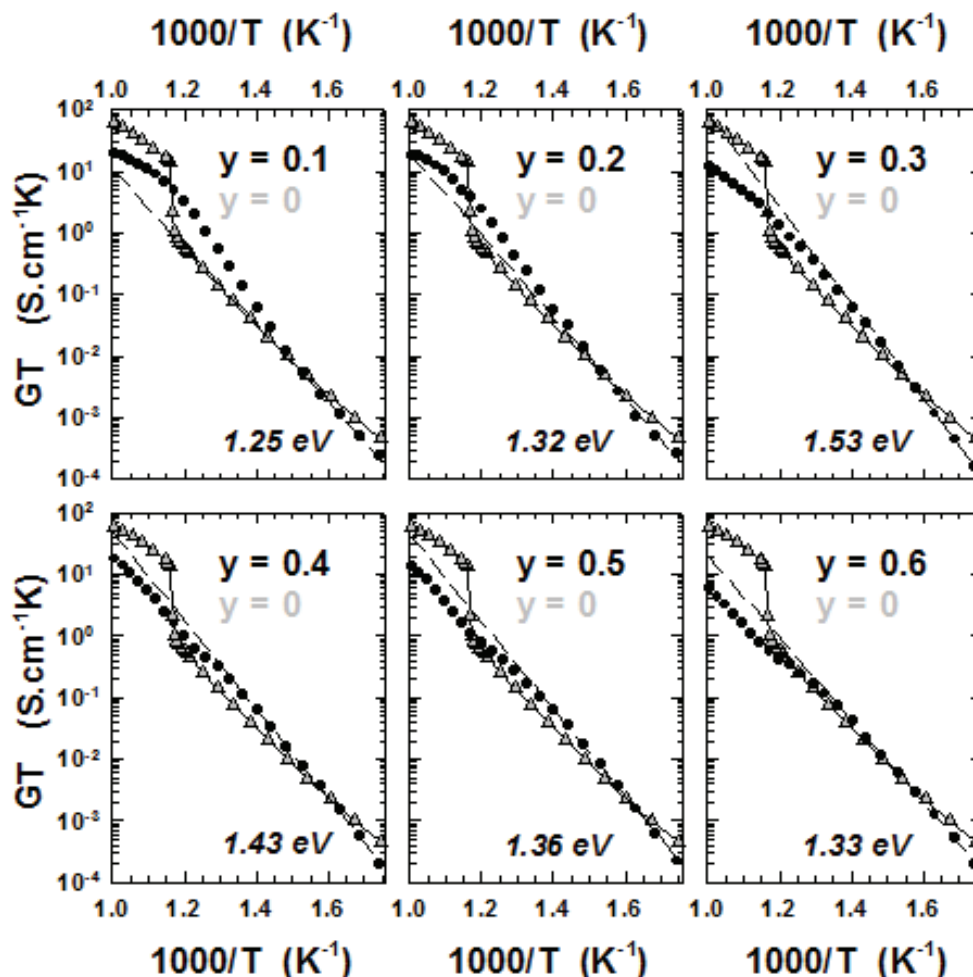 1000/T (K⁻¹) 1000/T (K⁻¹) 1000/T (K⁻¹)
1.0 1.2 1.4 1.6 1.0 1.2 1.4 1.6 1.0 1.2 1.4 1.6
10²
10¹
10⁰
10⁻¹
10⁻²
10⁻³
10⁻⁴
GT (S.cm⁻¹K)
y = 0.1 y = 0.2 y = 0.3
y = 0 y = 0 y = 0
1.25 eV 1.32 eV 1.53 eV
10²
10¹
10⁰
10⁻¹
10⁻²
10⁻³
10⁻⁴
GT (S.cm⁻¹K)
y = 0.4 y = 0.5 y = 0.6
y = 0 y = 0 y = 0
1.43 eV 1.36 eV 1.33 eV
1.0 1.2 1.4 1.6 1.0 1.2 1.4 1.6 1.0 1.2 1.4 1.6
1000/T (K⁻¹) 1000/T (K⁻¹) 1000/T (K⁻¹)